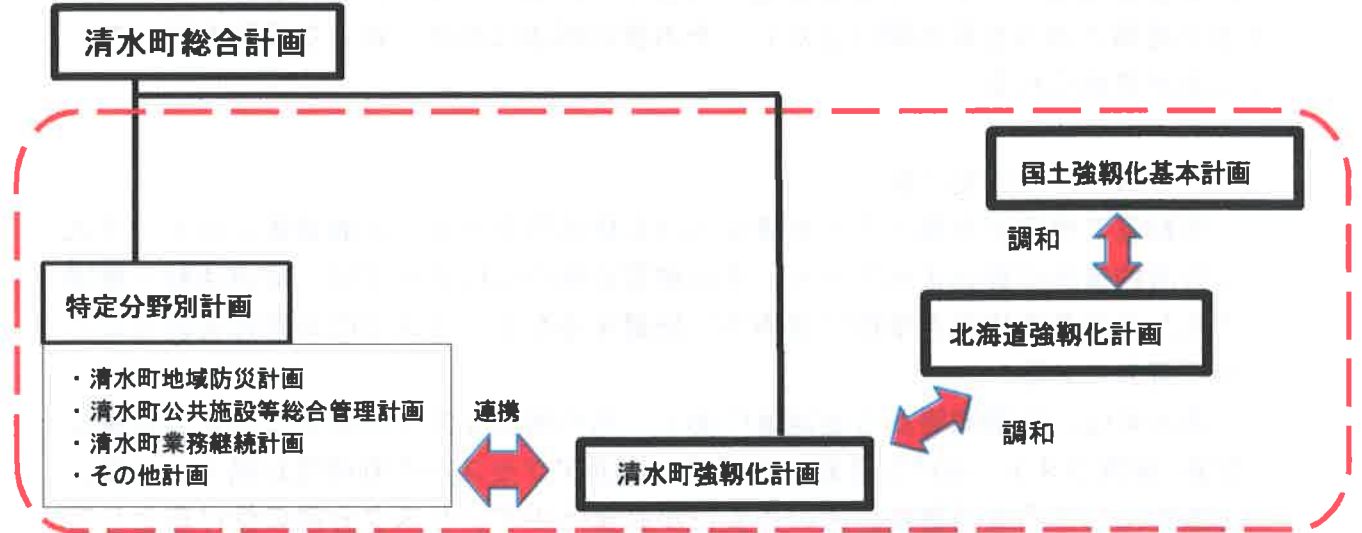 清水町総合計画
国土強靱化基本計画
調和
特定分野別計画
北海道強靱化計画
・清水町地域防災計画
・清水町公共施設等総合管理計画
連携
・清水町業務継続計画
調和
・その他計画
清水町強靱化計画